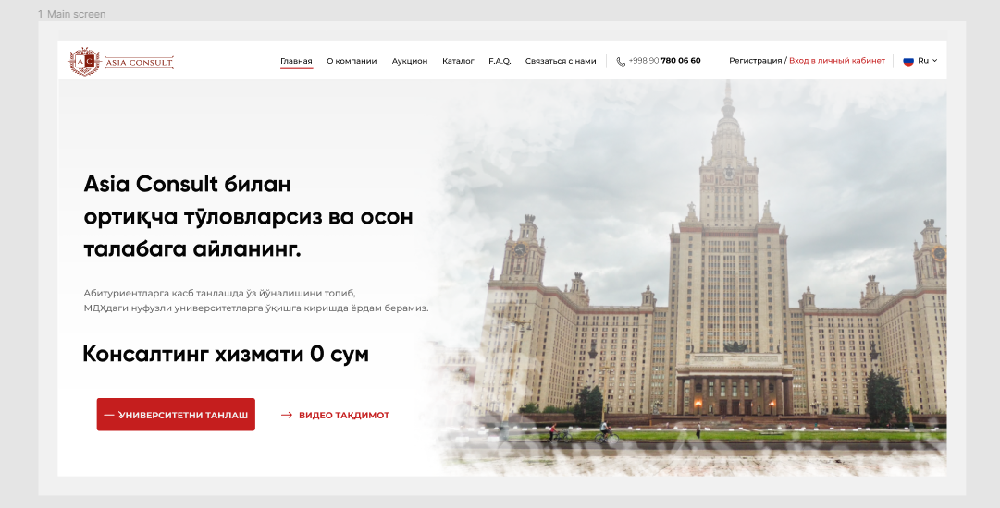 1_Main screen
A C ASIA CONSULT
Главная О компании Аукцион Каталог F.A.Q. Связаться с нами +998 90 780 06 60 Регистрация / Вход в личный кабинет Ru
Asia Consult билан
ортиқча тўловларсиз ва осон
талабага айланинг.
Абитуриентларга касб танлашда ўз йўналишини топиб,
МДҲдаги нуфузли университетларга ўқишга киришда ёрдам берамиз.
Консалтинг хизмати 0 сум
— УНИВЕРСИТЕТНИ ТАНЛАШ → ВИДЕО ТАҚДИМОТ